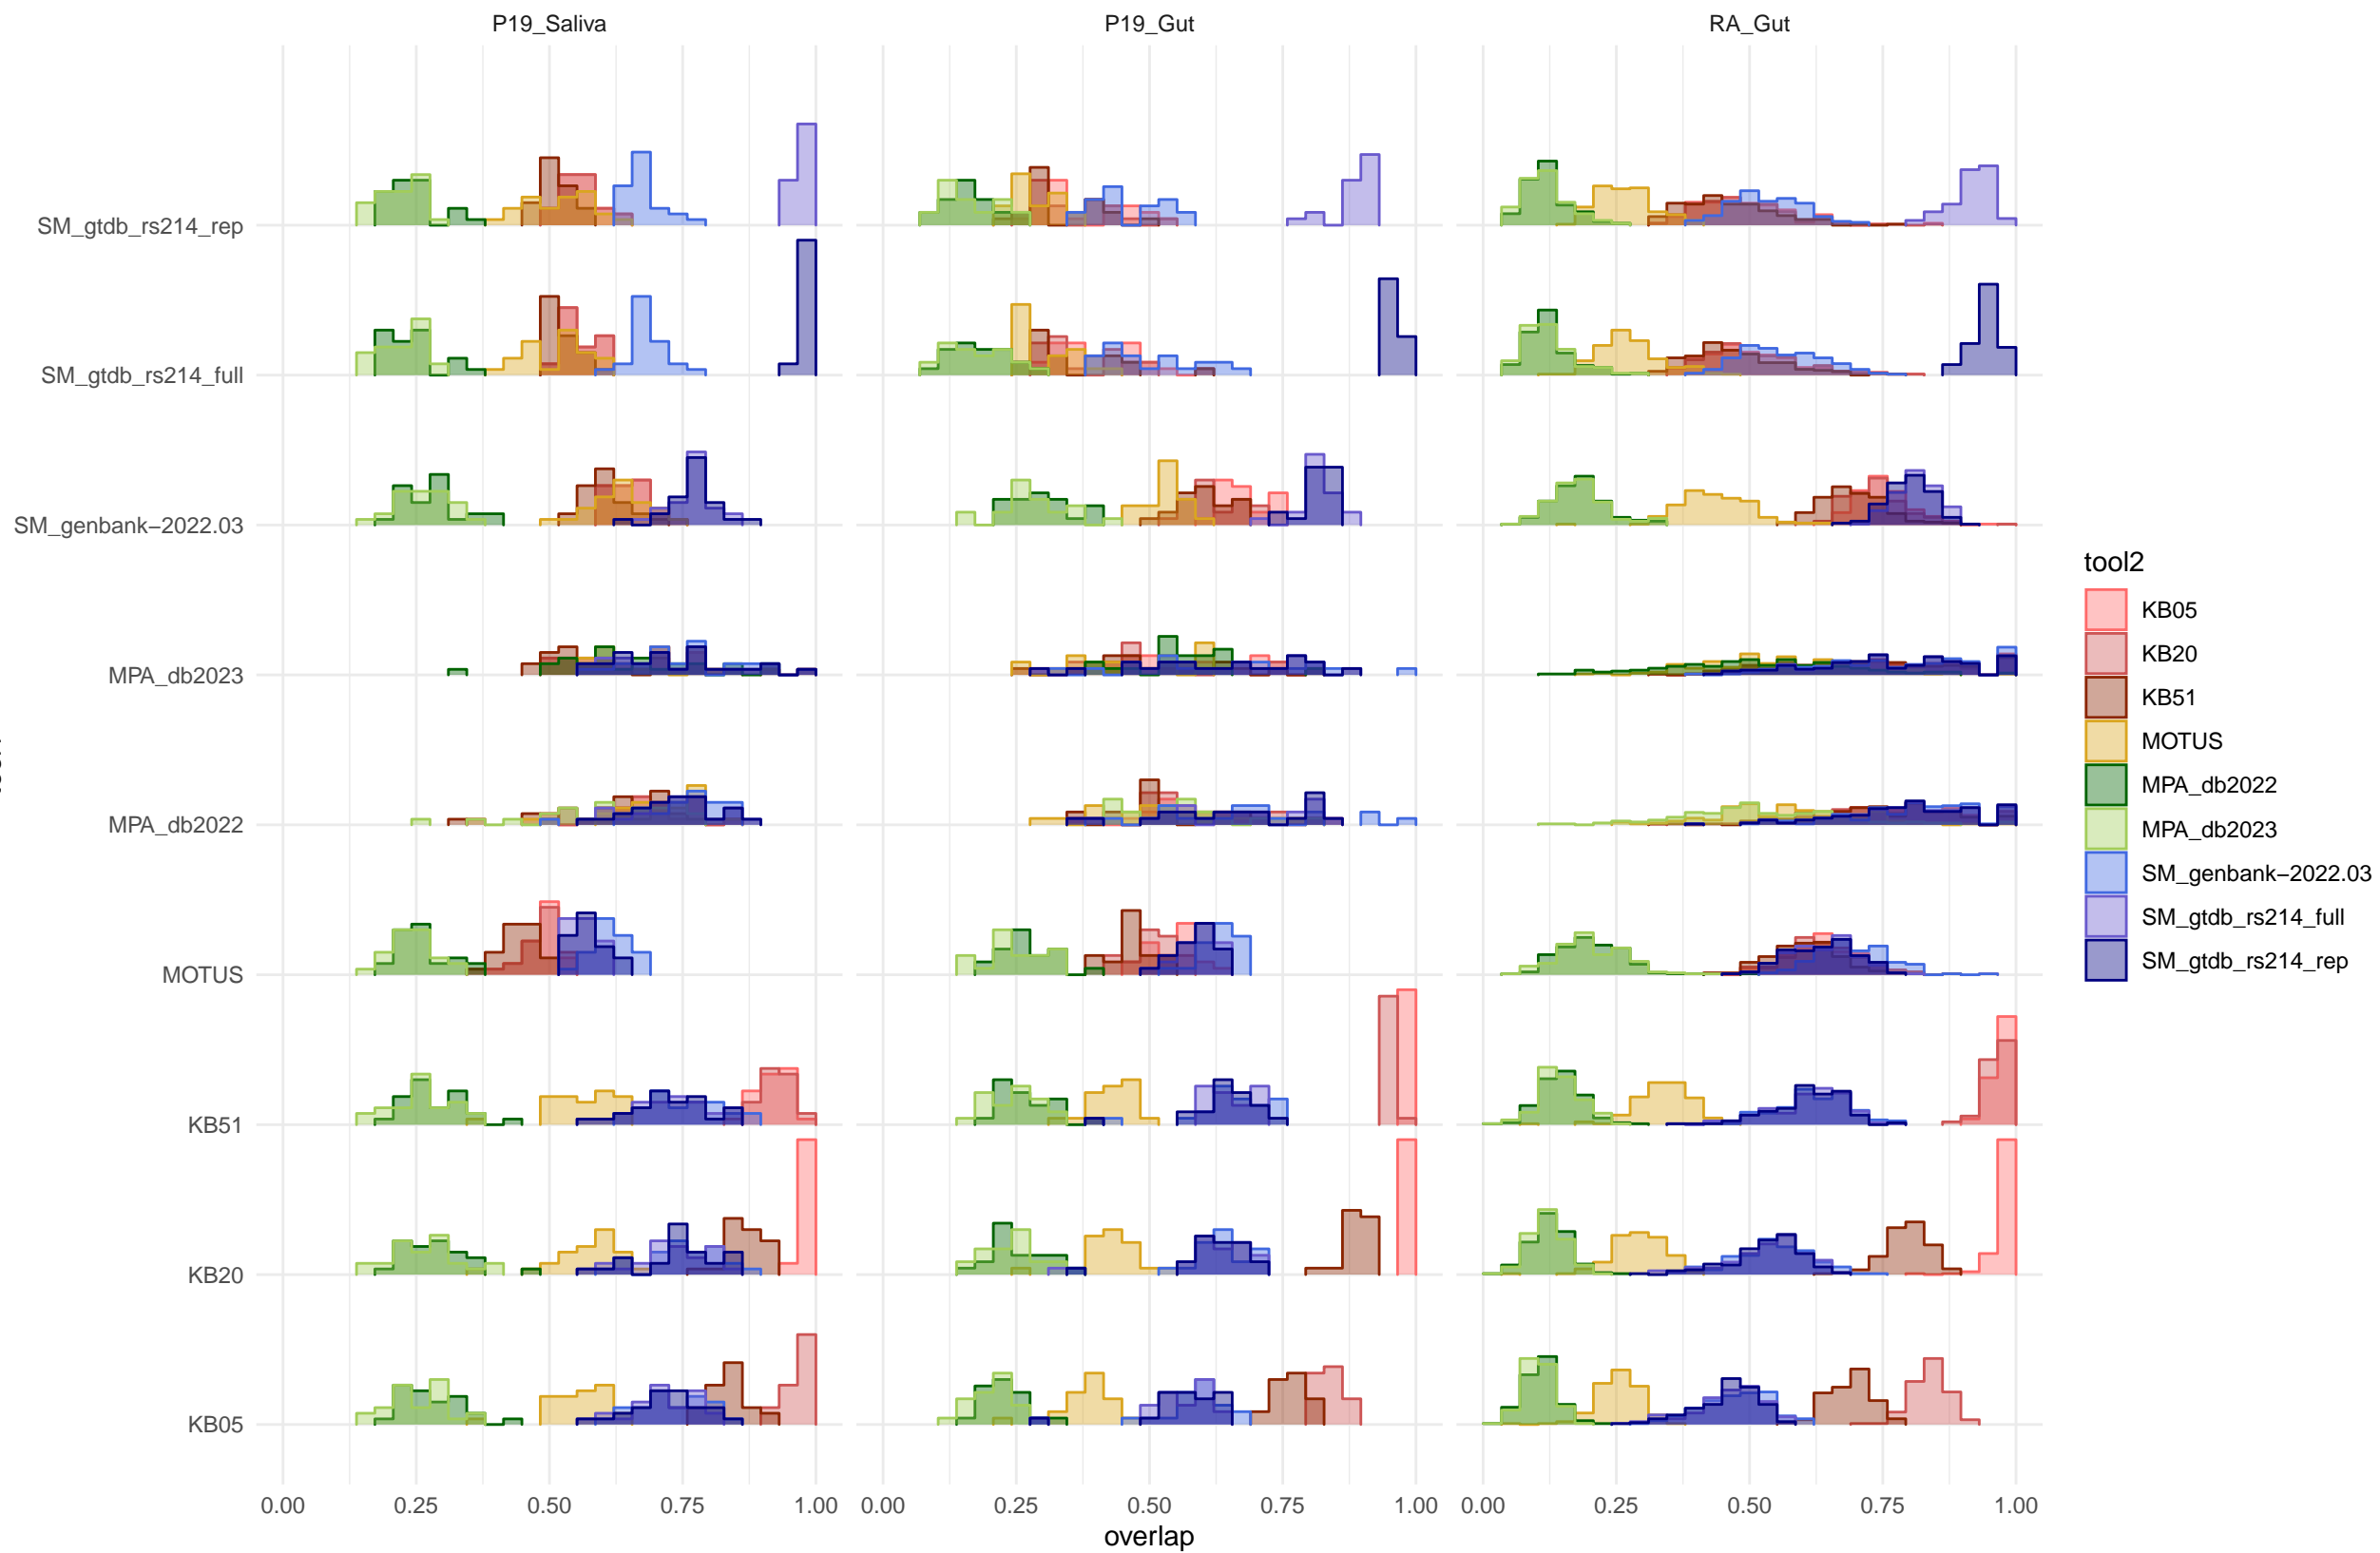 P19_Saliva P19_Gut RA_Gut
SM_gtdb_rs214_rep
SM_gtdb_rs214_full
SM_genbank−2022.03
MPA_db2023
MPA_db2022
MOTUS
KB51
KB20
KB05
0.00 0.25 0.50 0.75 1.00 0.00 0.25 0.50 0.75 1.00 0.00 0.25 0.50 0.75 1.00
overlap
tool2
KB05
KB20
KB51
MOTUS
MPA_db2022
MPA_db2023
SM_genbank−2022.03
SM_gtdb_rs214_full
SM_gtdb_rs214_rep